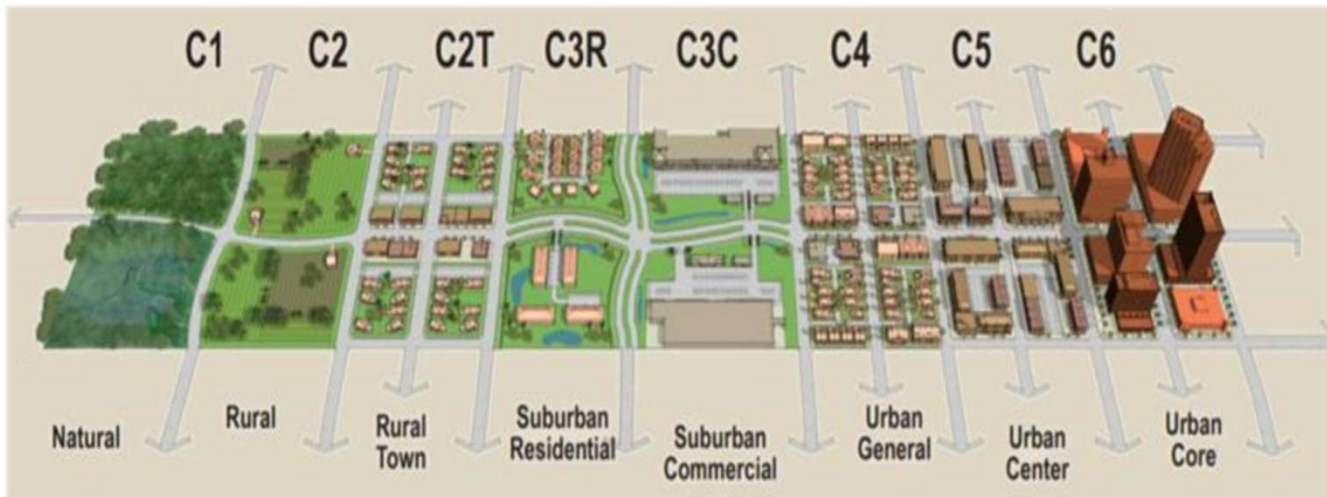 C1 C2 C2T C3R C3C C4 C5 C6
Natural
Rural
Rural
Town
Suburban
Residential
Suburban
Commercial
Urban
General
Urban
Center
Urban
Core